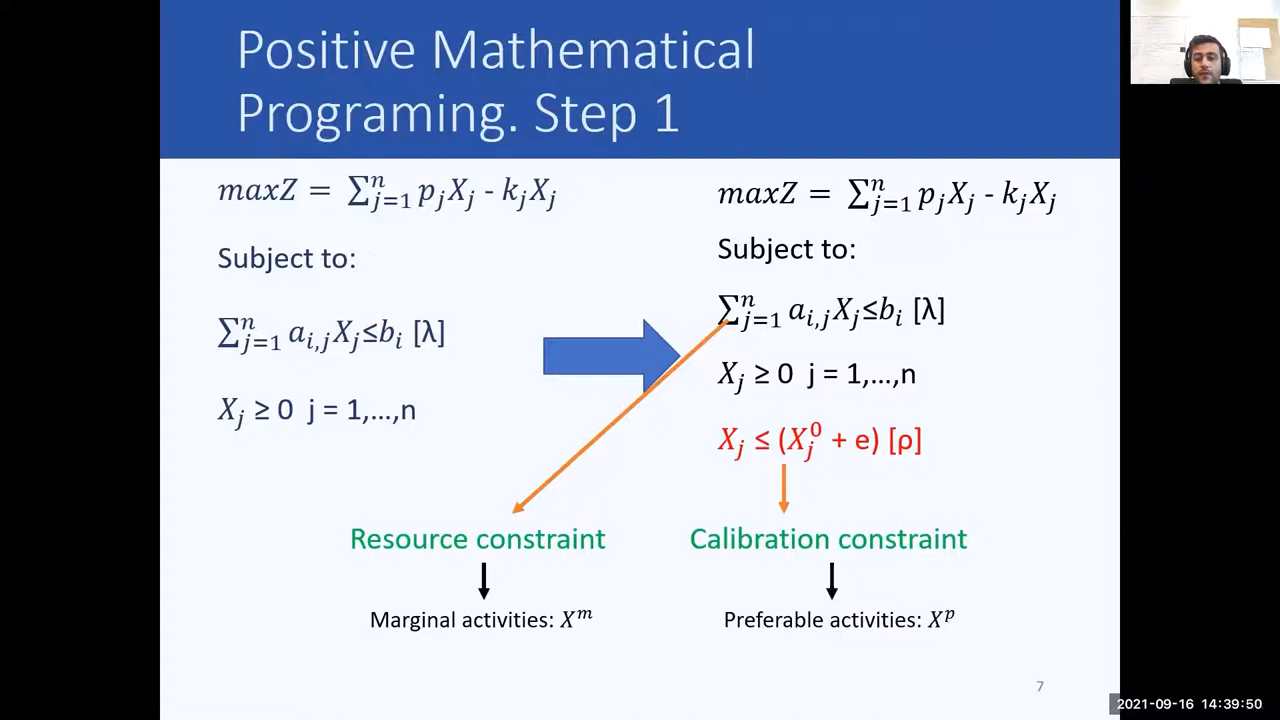 Positive Mathematical
Programing. Step 1
maxZ = ∑ⁿⱼ₌₁ pⱼXⱼ - kⱼXⱼ
Subject to:
∑ⁿⱼ₌₁ aᵢ,ⱼXⱼ≤bᵢ [λ]
Xⱼ ≥ 0 j = 1,...,n
maxZ = ∑ⁿⱼ₌₁ pⱼXⱼ - kⱼXⱼ
Subject to:
∑ⁿⱼ₌₁ aᵢ,ⱼXⱼ≤bᵢ [λ]
Xⱼ ≥ 0 j = 1,...,n
Xⱼ ≤ (Xⱼ⁰ + e) [ρ]
Resource constraint
Calibration constraint
Marginal activities: Xᵐ
Preferable activities: Xᵖ
7
2021-09-16 14:39:50